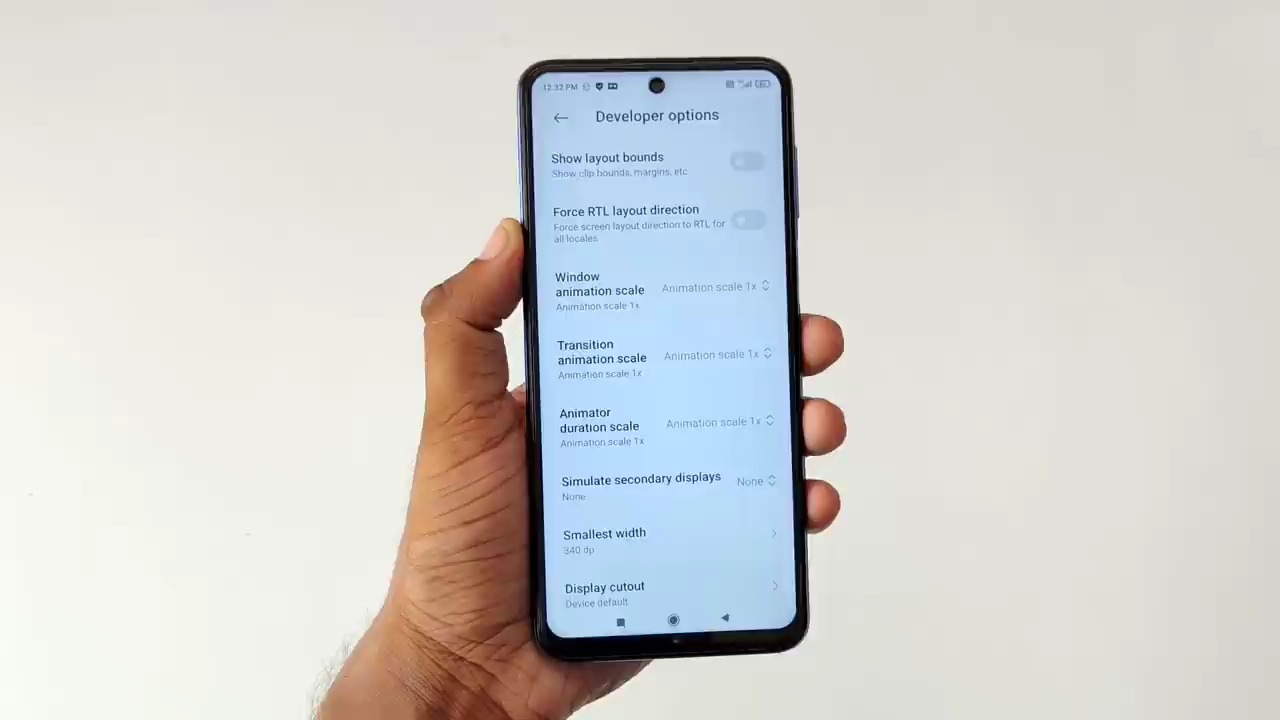 12:32 PM
Developer options
Show layout bounds
Show clip bounds, margins, etc
Force RTL layout direction
Force screen layout direction to RTL for
all locales
Window
animation scale
Animation scale 1x
Animation scale 1x
Transition
animation scale
Animation scale 1x
Animation scale 1x
Animator
duration scale
Animation scale 1x
Animation scale 1x
Simulate secondary displays
None
None
Smallest width
340 dp
Display cutout
Device default